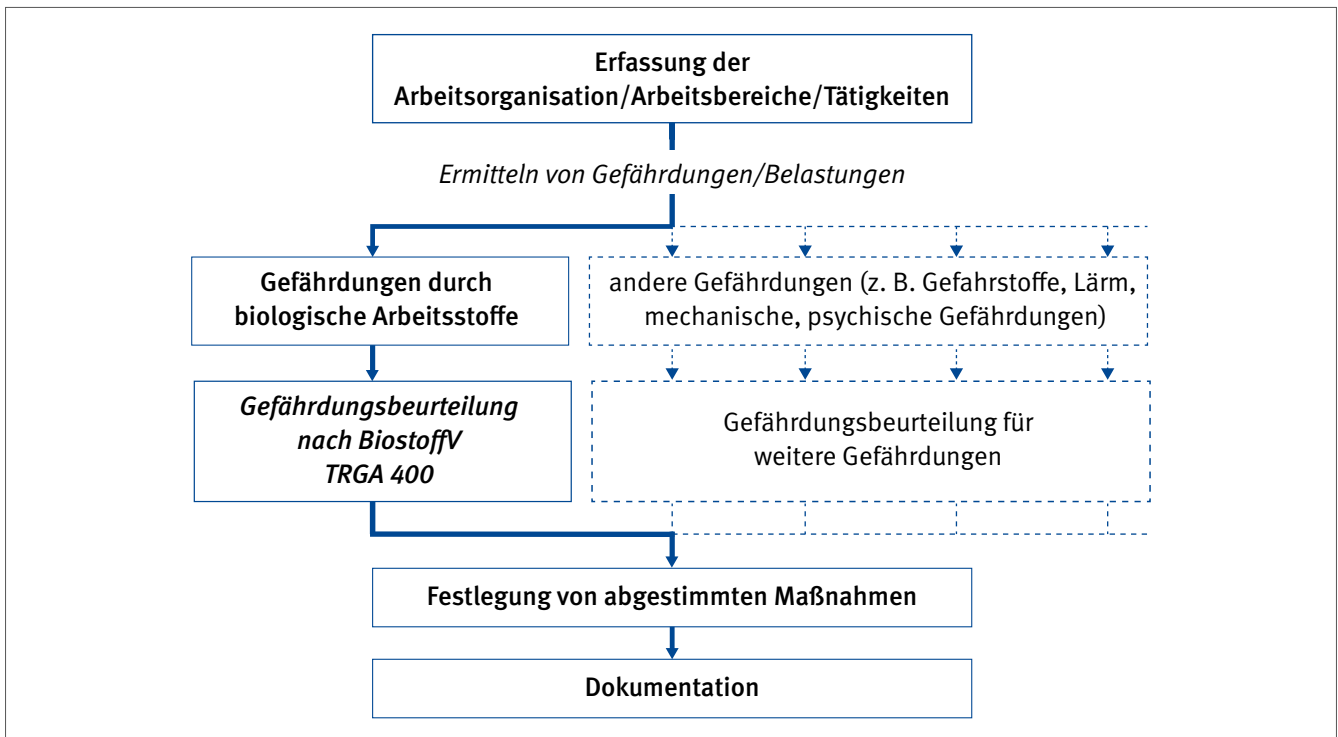 Erfassung der
Arbeitsorganisation/Arbeitsbereiche/Tätigkeiten
Ermitteln von Gefährdungen/Belastungen
Gefährdungen durch
biologische Arbeitsstoffe
andere Gefährdungen (z. B. Gefahrstoffe, Lärm,
mechanische, psychische Gefährdungen)
Gefährdungsbeurteilung
nach BiostoffV
TRGA 400
Gefährdungsbeurteilung für
weitere Gefährdungen
Festlegung von abgestimmten Maßnahmen
Dokumentation